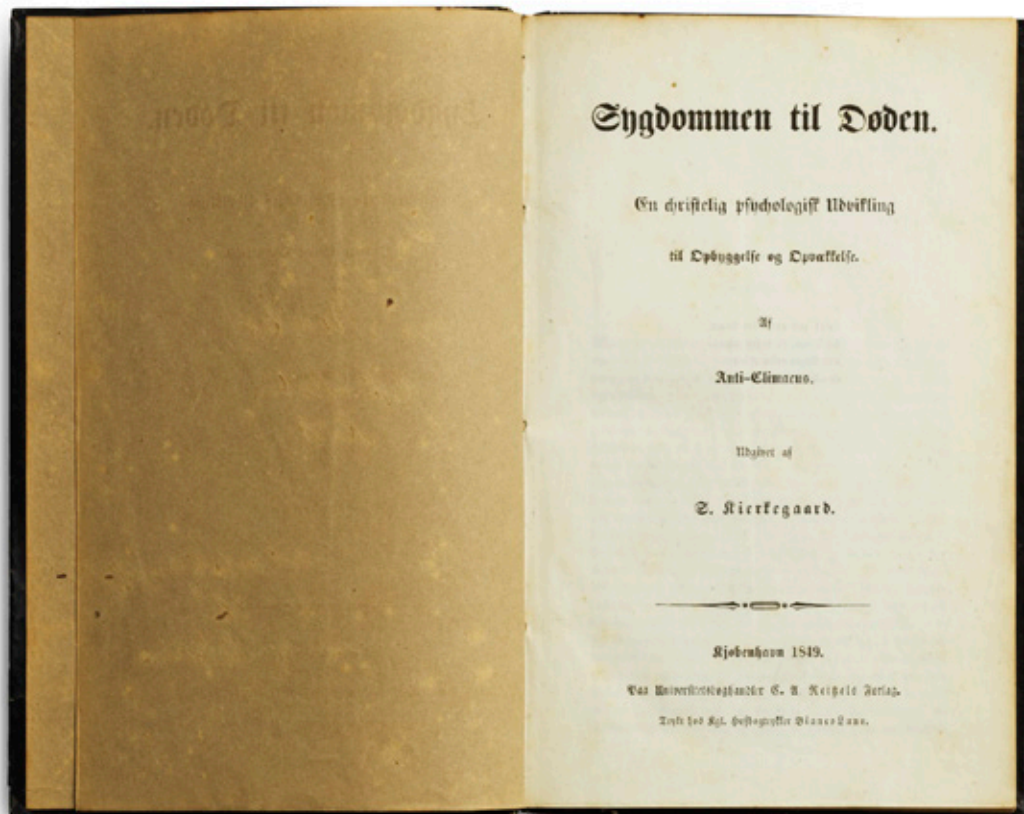 Sygdommen til Døden.
En christelig psychologisk Udvikling
til Opbyggelse og Opvækkelse.
Af
Anti-Climacus.
Udgivet af
S. Kierkegaard.
Kjøbenhavn 1849.
Paa Universitetsboghandler C. A. Reitzels Forlag.
Trykt hos Kgl. Hofbogtrykker Bianco Luno.